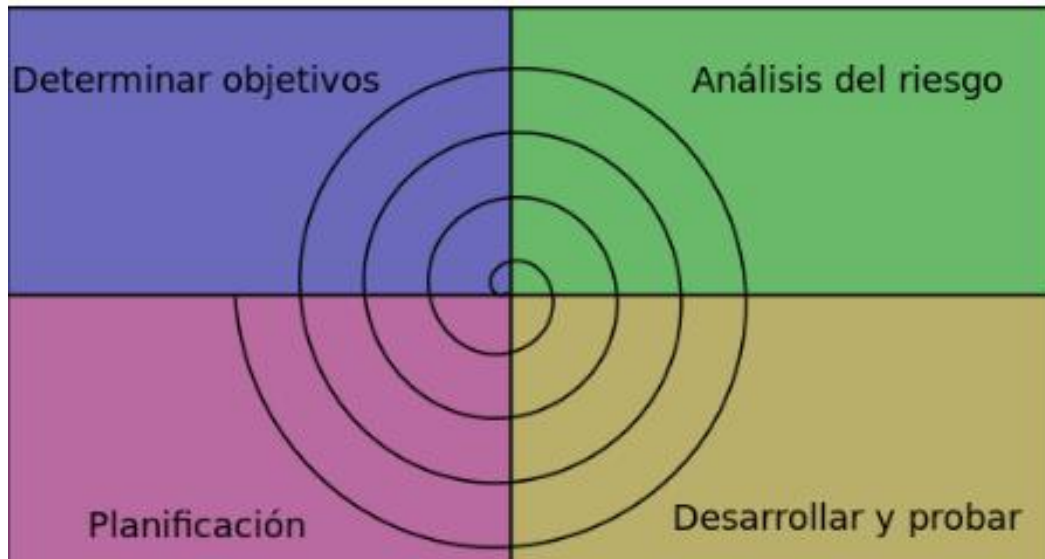 Determinar objetivos
Análisis del riesgo
Planificación
Desarrollar y probar